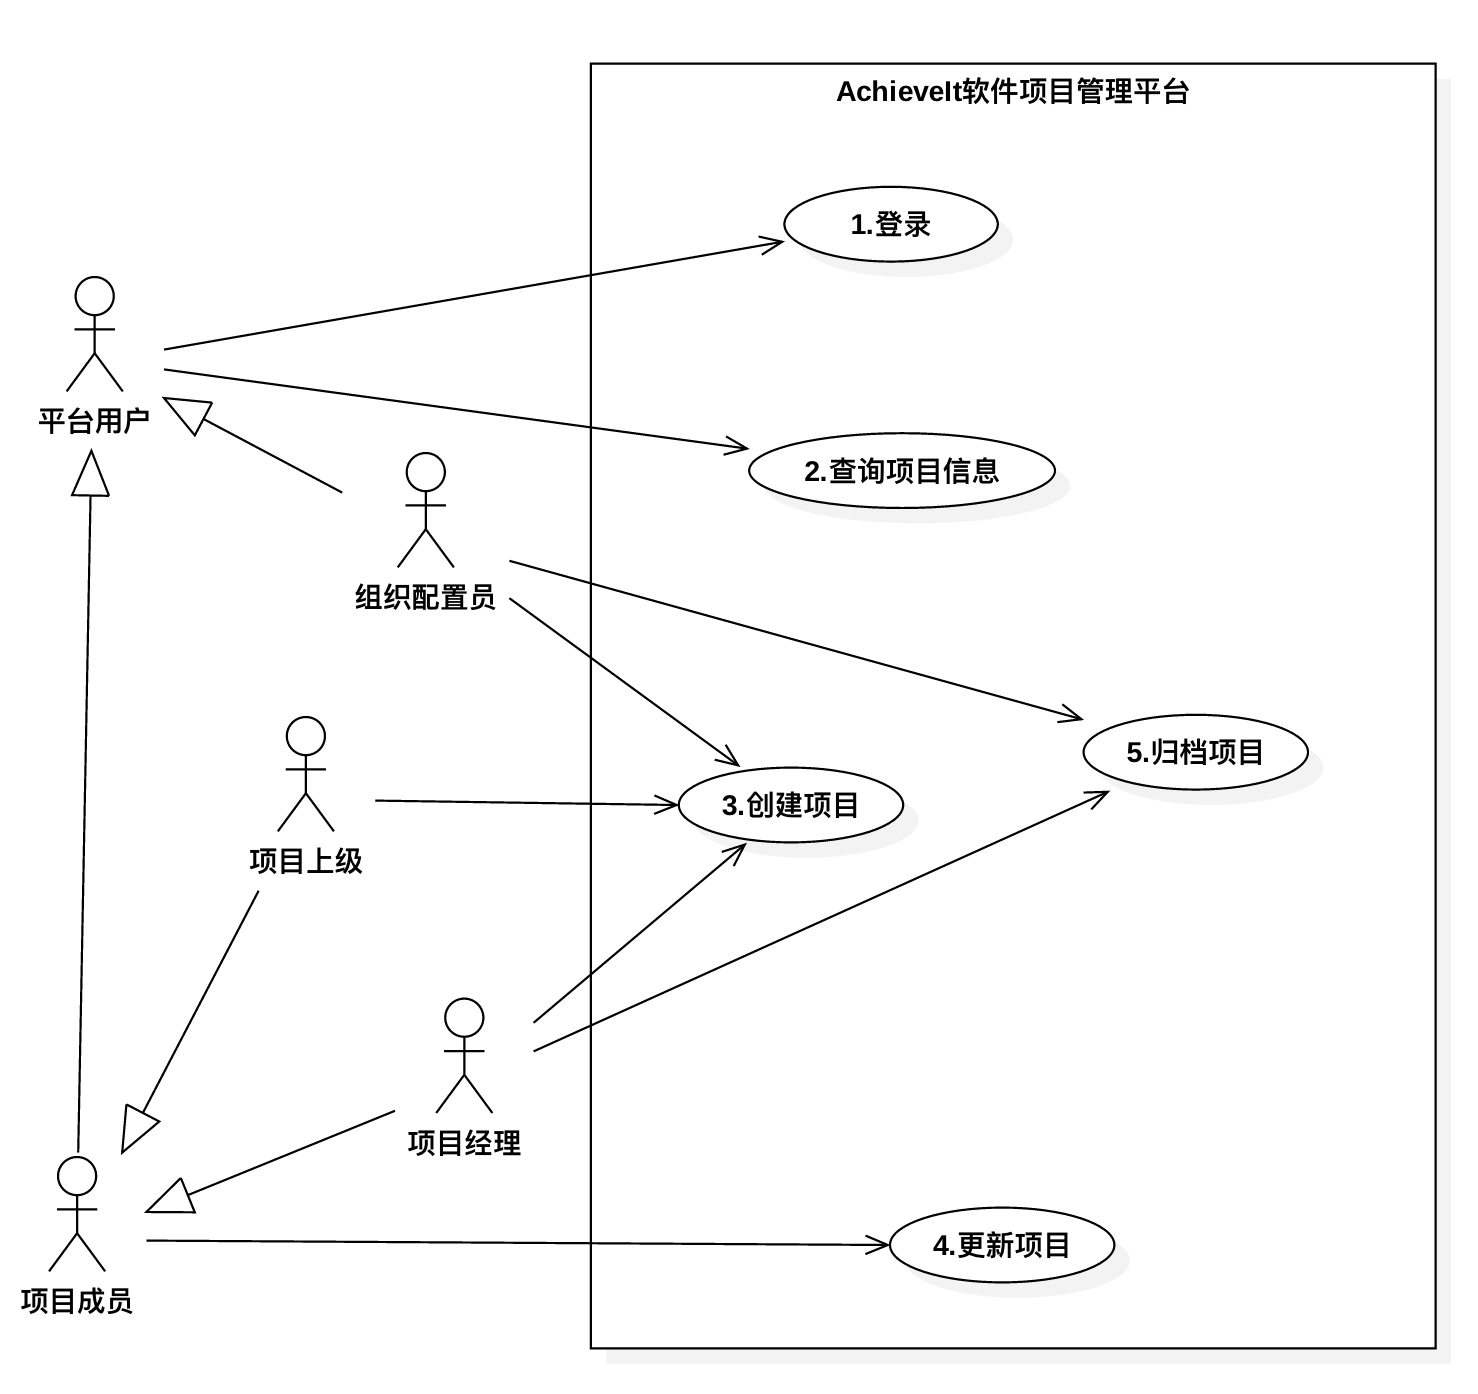 AchieveIt软件项目管理平台
1.登录
平台用户
2.查询项目信息
组织配置员
5.归档项目
3.创建项目
项目上级
项目经理
4.更新项目
项目成员